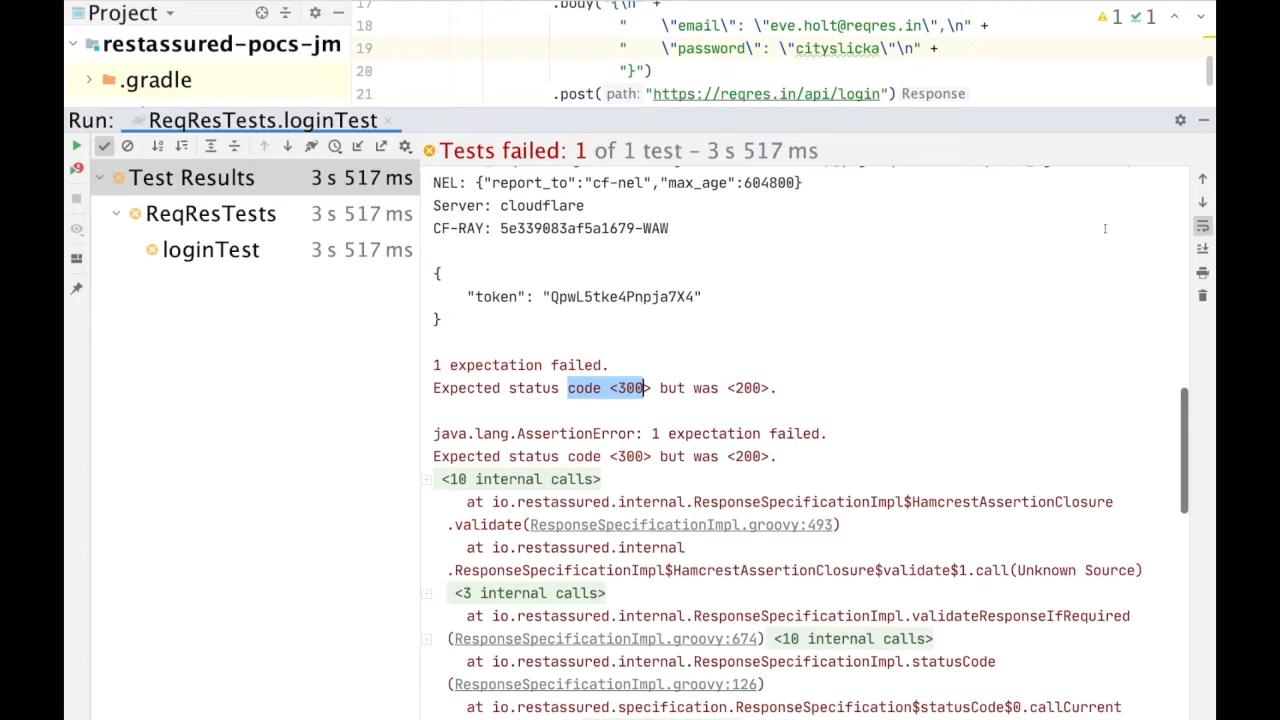 Project
restassured-pocs-jm
.gradle
17 .body("{\n" +
18 "    \"email\": \"eve.holt@reqres.in\",\n" +
19 "    \"password\": \"cityslicka\"\n" +
20 "}")
21 .post( path: "https://reqres.in/api/login") Response
1 1
Run: ReqResTests.loginTest
Tests failed: 1 of 1 test – 3 s 517 ms
Test Results 3 s 517 ms
ReqResTests 3 s 517 ms
loginTest 3 s 517 ms
NEL: {"report_to":"cf-nel","max_age":604800}
Server: cloudflare
CF-RAY: 5e339083af5a1679-WAW
{
"token": "QpwL5tke4Pnpja7X4"
}
1 expectation failed.
Expected status code <300> but was <200>.
java.lang.AssertionError: 1 expectation failed.
Expected status code <300> but was <200>.
<10 internal calls>
at io.restassured.internal.ResponseSpecificationImpl$HamcrestAssertionClosure
.validate(ResponseSpecificationImpl.groovy:493)
at io.restassured.internal
.ResponseSpecificationImpl$HamcrestAssertionClosure$validate$1.call(Unknown Source)
<3 internal calls>
at io.restassured.internal.ResponseSpecificationImpl.validateResponseIfRequired
(ResponseSpecificationImpl.groovy:674) <10 internal calls>
at io.restassured.internal.ResponseSpecificationImpl.statusCode
(ResponseSpecificationImpl.groovy:126)
at io.restassured.specification.ResponseSpecification$statusCode$0.callCurrent